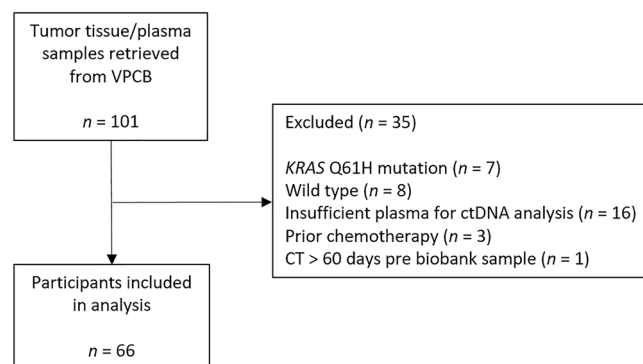 Tumor tissue/plasma
samples retrieved
from VPCB
n = 101
Excluded (n = 35)
KRAS Q61H mutation (n = 7)
Wild type (n = 8)
Insufficient plasma for ctDNA analysis (n = 16)
Prior chemotherapy (n = 3)
CT > 60 days pre biobank sample (n = 1)
Participants included
in analysis
n = 66